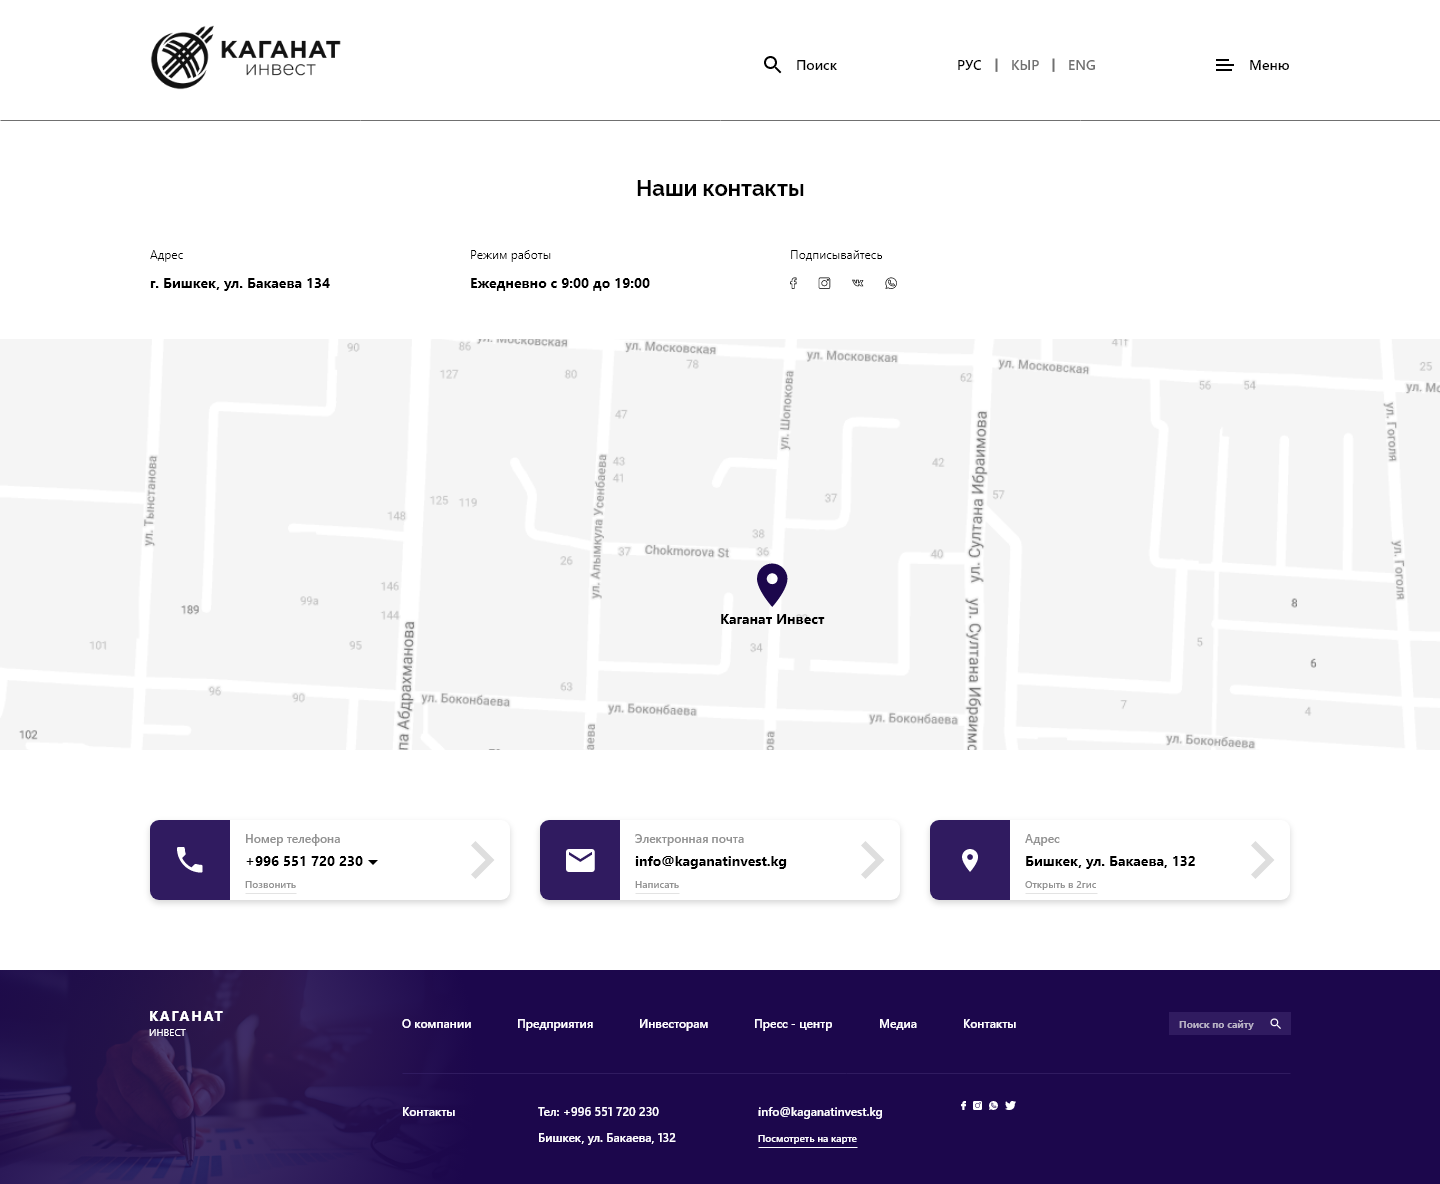 КАГАНАТ
ИНВЕСТ
Поиск
РУС | КЫР | ENG
Меню
Наши контакты
Адрес
г. Бишкек, ул. Бакаева 134
Режим работы
Ежедневно с 9:00 до 19:00
Подписывайтесь
ул. Московская
ул. Московская
ул. Московская
ул. Московская
90
86
127
80
78
62
41г
56
54
25
ул. Мо
ул. Тынстанова
ул. Алымкула Усенбаева
ул. Шопокова
ул. Султана Ибраимова
ул. Гоголя
47
43
41
42
57
37
125
119
148
38
37
Chokmorova St
36
40
26
146
144
99а
189
101
95
ул. Гоголя
8
6
5
Каганат Инвест
34
63
96
90
102
па Абдрахманова
ул. Боконбаева
ул. Боконбаева
ул. Боконбаева
ул. Боконбаева
ул. Султана Ибраимо
аева
ова
7
4
Номер телефона
+996 551 720 230
Позвонить
Электронная почта
info@kaganatinvest.kg
Написать
Адрес
Бишкек, ул. Бакаева, 132
Открыть в 2гис
КАГАНАТ
ИНВЕСТ
О компании
Предприятия
Инвесторам
Пресс - центр
Медиа
Контакты
Поиск по сайту
Контакты
Тел: +996 551 720 230
Бишкек, ул. Бакаева, 132
info@kaganatinvest.kg
Посмотреть на карте